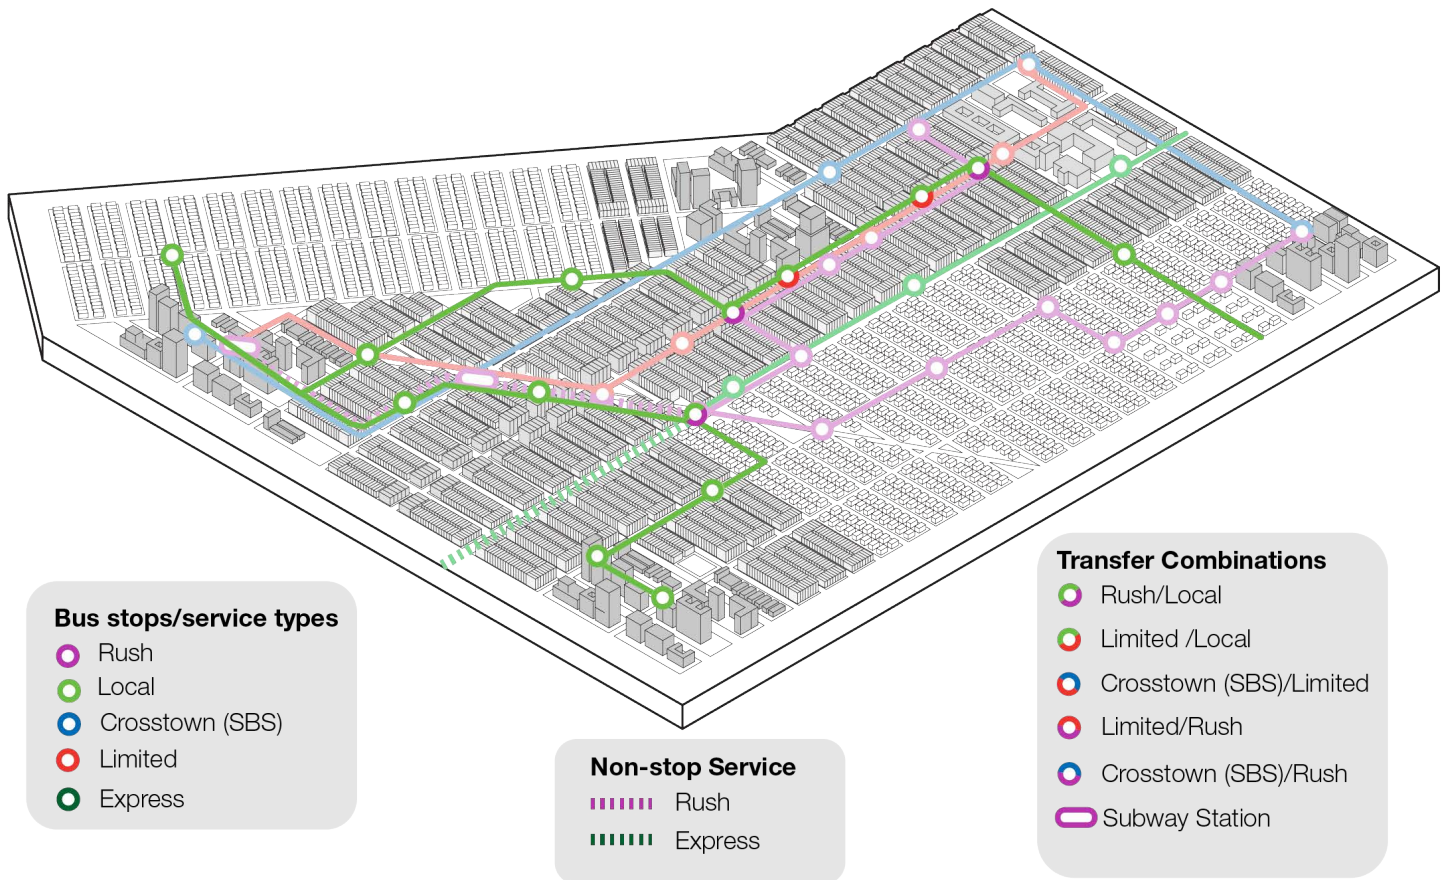 Bus stops/service types
Rush
Local
Crosstown (SBS)
Limited
Express
Non-stop Service
Rush
Express
Transfer Combinations
Rush/Local
Limited /Local
Crosstown (SBS)/Limited
Limited/Rush
Crosstown (SBS)/Rush
Subway Station